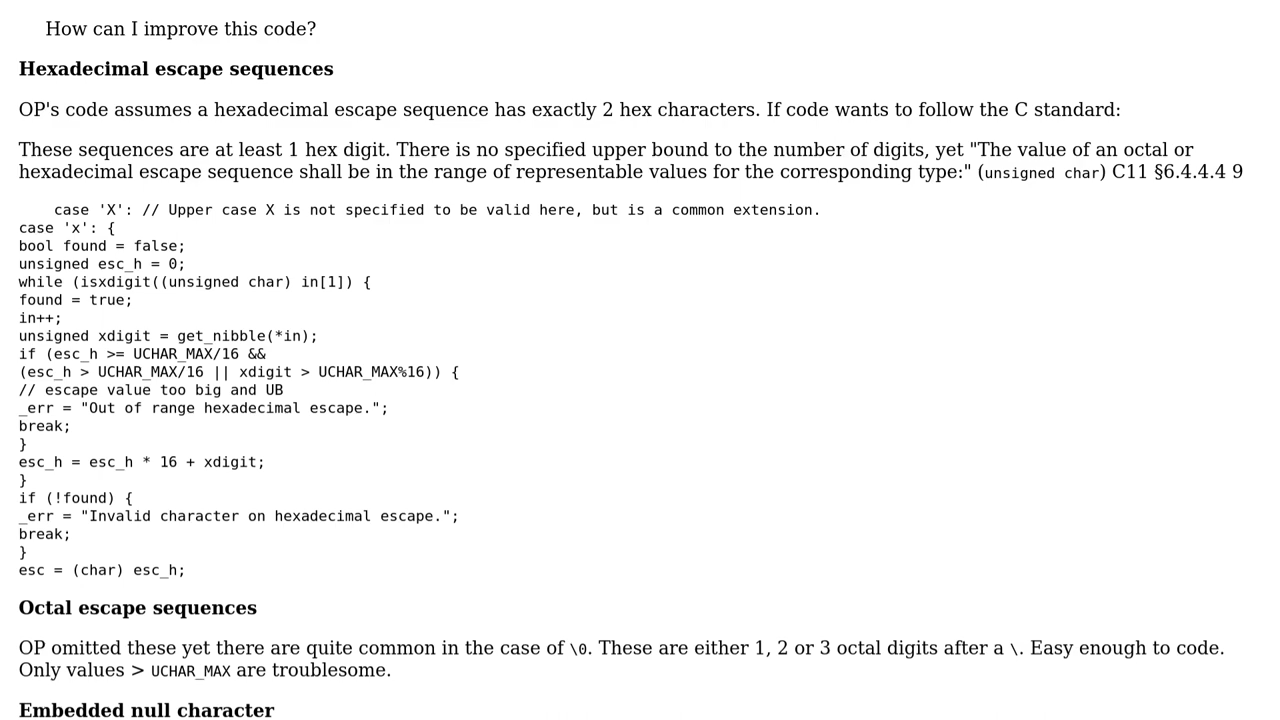 How can I improve this code?
Hexadecimal escape sequences
OP's code assumes a hexadecimal escape sequence has exactly 2 hex characters. If code wants to follow the C standard:
These sequences are at least 1 hex digit. There is no specified upper bound to the number of digits, yet "The value of an octal or
hexadecimal escape sequence shall be in the range of representable values for the corresponding type:" (unsigned char) C11 §6.4.4.4 9
case 'X': // Upper case X is not specified to be valid here, but is a common extension.
case 'x': {
bool found = false;
unsigned esc_h = 0;
while (isxdigit((unsigned char) in[1]) {
found = true;
in++;
unsigned xdigit = get_nibble(*in);
if (esc_h >= UCHAR_MAX/16 &&
(esc_h > UCHAR_MAX/16 || xdigit > UCHAR_MAX%16)) {
// escape value too big and UB
_err = "Out of range hexadecimal escape.";
break;
}
esc_h = esc_h * 16 + xdigit;
}
if (!found) {
_err = "Invalid character on hexadecimal escape.";
break;
}
esc = (char) esc_h;
Octal escape sequences
OP omitted these yet there are quite common in the case of \0. These are either 1, 2 or 3 octal digits after a \. Easy enough to code.
Only values > UCHAR_MAX are troublesome.
Embedded null character